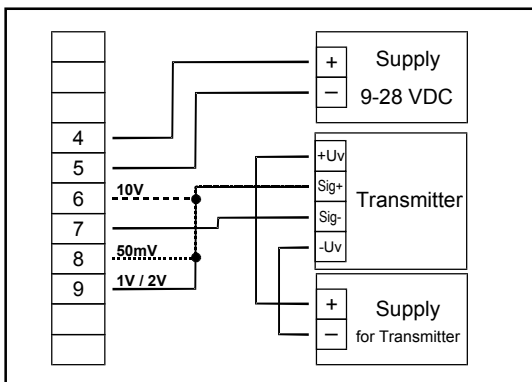 4
5
6
7
8
9
10V
50mV
1V / 2V
+
–
Supply
9-28 VDC
+Uv
Sig+
Sig-
-Uv
Transmitter
+
–
Supply
for Transmitter